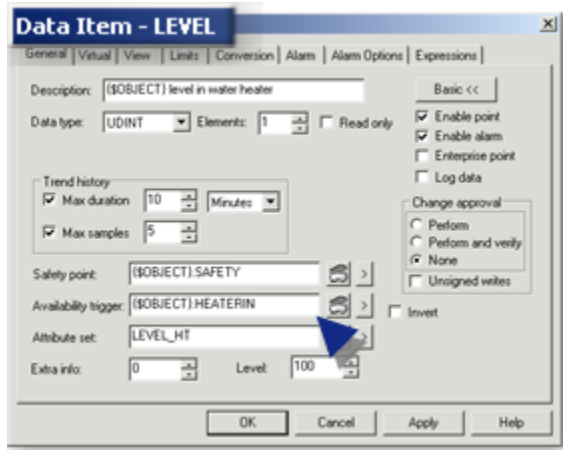 Data Item - LEVEL
General Virtual View Limits Conversion Alarm Alarm Options Expressions
Description: {$OBJECT} level in water heater Basic <<
Data type: UDINT Elements: 1 Read only Enable point
Enable alarm
Enterprise point
Log data
Trend history
Max duration 10 Minutes
Max samples 5
Change approval
Perform
Perform and verify
None
Unsigned writes
Safety point: {$OBJECT}.SAFETY >
Availability trigger: {$OBJECT}.HEATERIN > Invert
Attribute set: LEVEL_HT >
Extra info: 0 Level: 100
OK Cancel Apply Help